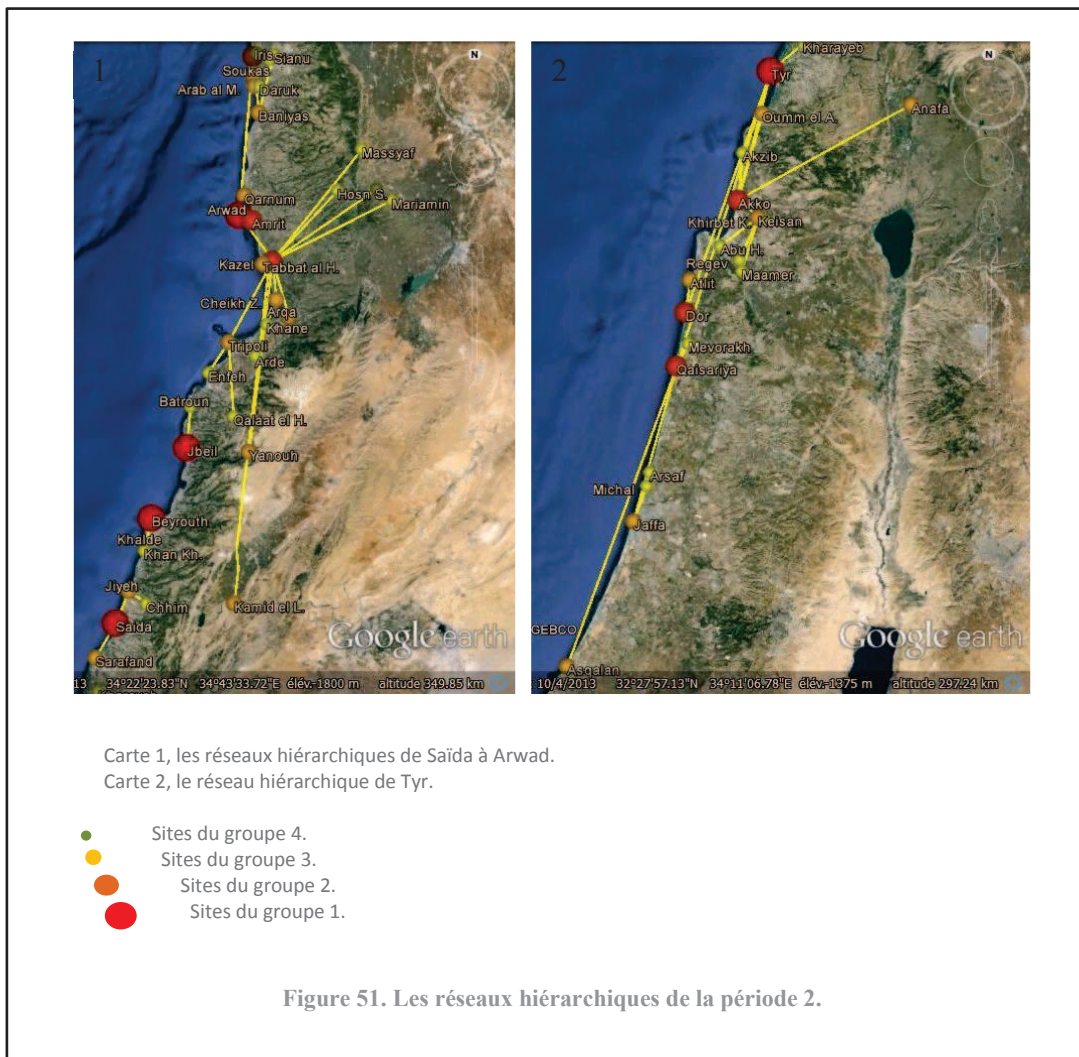 1
Iris
Sianu
Soukas
Arab al M.
Daruk
Baniyas
Massyaf
Qarnum
Hosn S.
Mariamin
Arwad
Amrit
Kazel
Tabbat al H.
Cheikh Z.
Arqa
Khane
Tripoli
Arde
Enfeh
Batroun
Qalaat el H.
Jbeil
Yanouh
Beyrouth
Khalde
Khan Kh.
Jiyeh
Chhim
Kamid el L.
Saida
Google earth
Sarafand
13 34°22'23.83"N 34°43'33.72"E élév.-1800 m altitude 349.85 km
N
2
Kharayeb
N
Tyr
Anafa
Oumm el A.
Akzib
Akko
Khirbet K.
Keisan
Abu H.
Regev
Maamer
Atlit
Dor
Mevorakh
Qaisariya
Arsaf
Michal
Jaffa
GEBCO
Google earth
Asqalan
10/4/2013 32°27'57.13"N 34°11'06.78"E élév.-1375 m altitude 297.24 km
Carte 1, les réseaux hiérarchiques de Saïda à Arwad.
Carte 2, le réseau hiérarchique de Tyr.
Sites du groupe 4.
Sites du groupe 3.
Sites du groupe 2.
Sites du groupe 1.
Figure 51. Les réseaux hiérarchiques de la période 2.